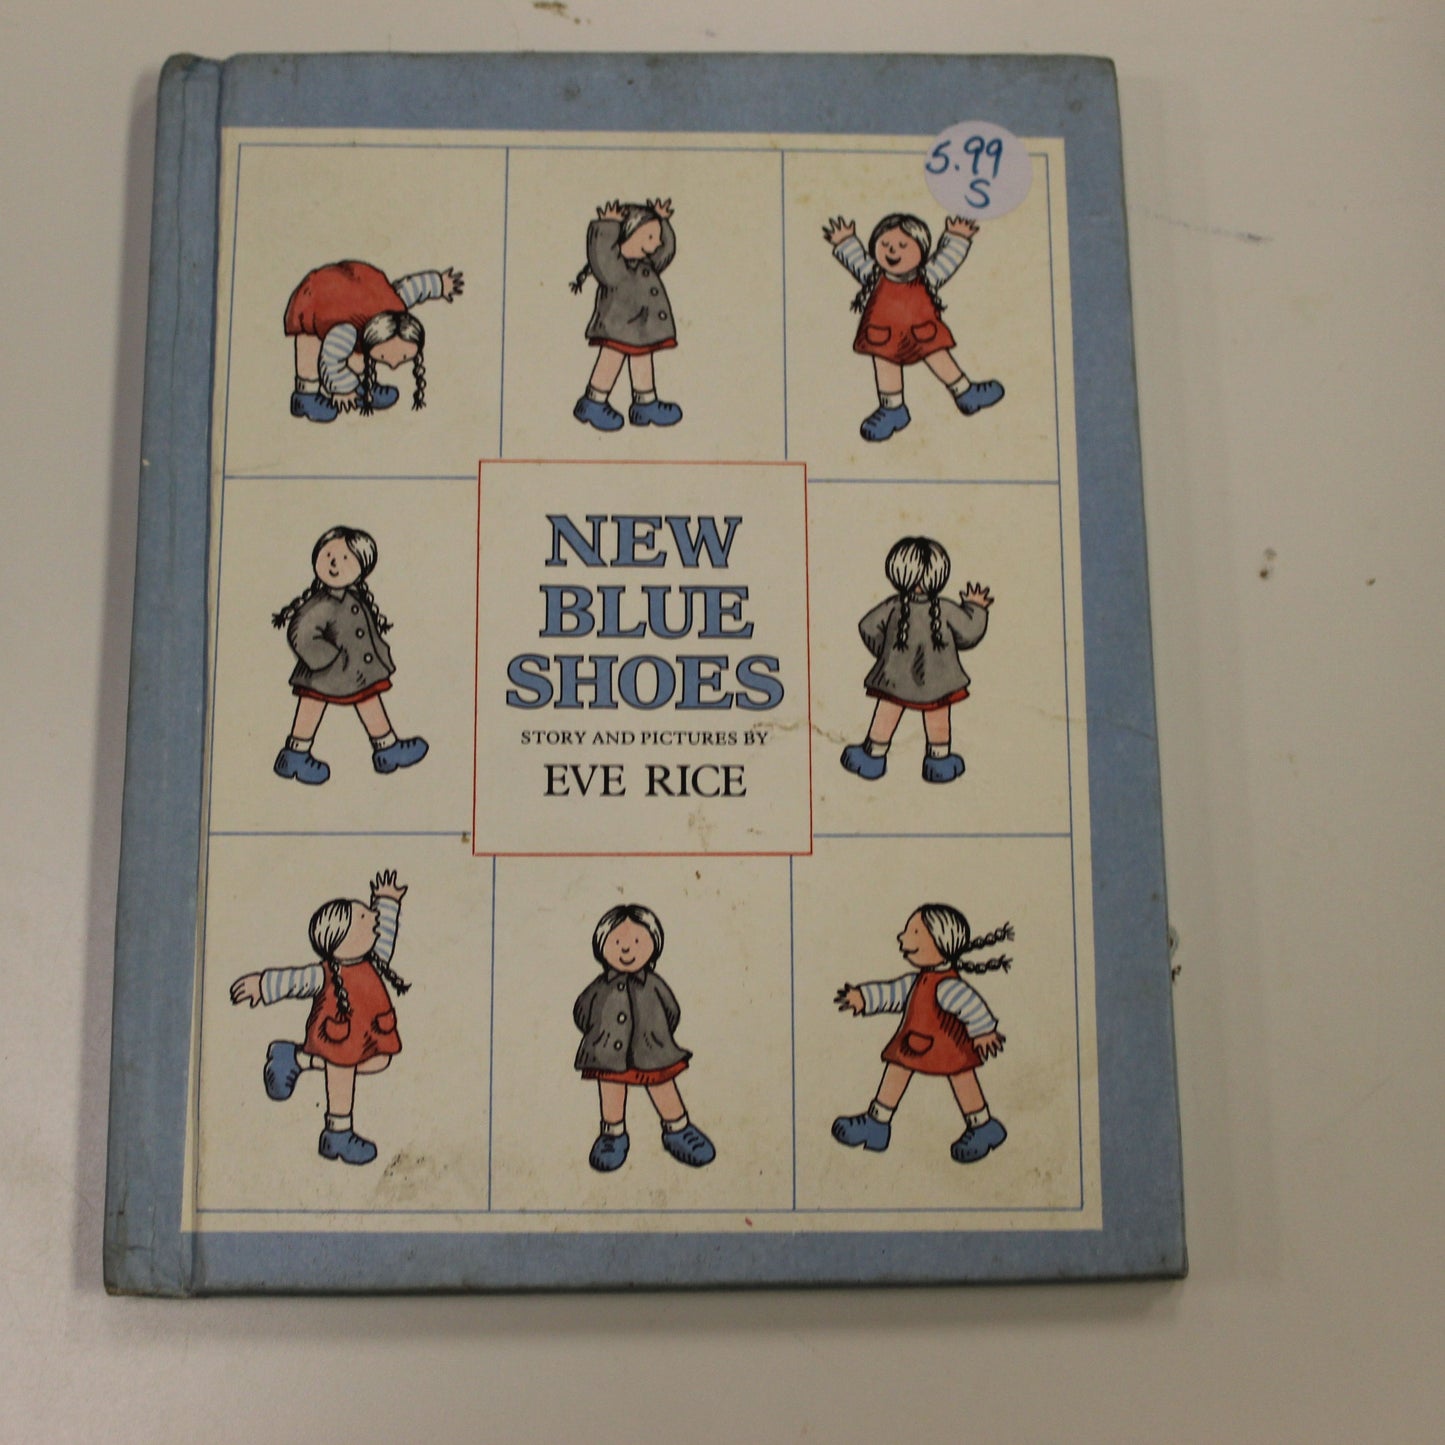 5.99
S
NEW
BLUE
SHOES
STORY AND PICTURES BY
EVE RICE